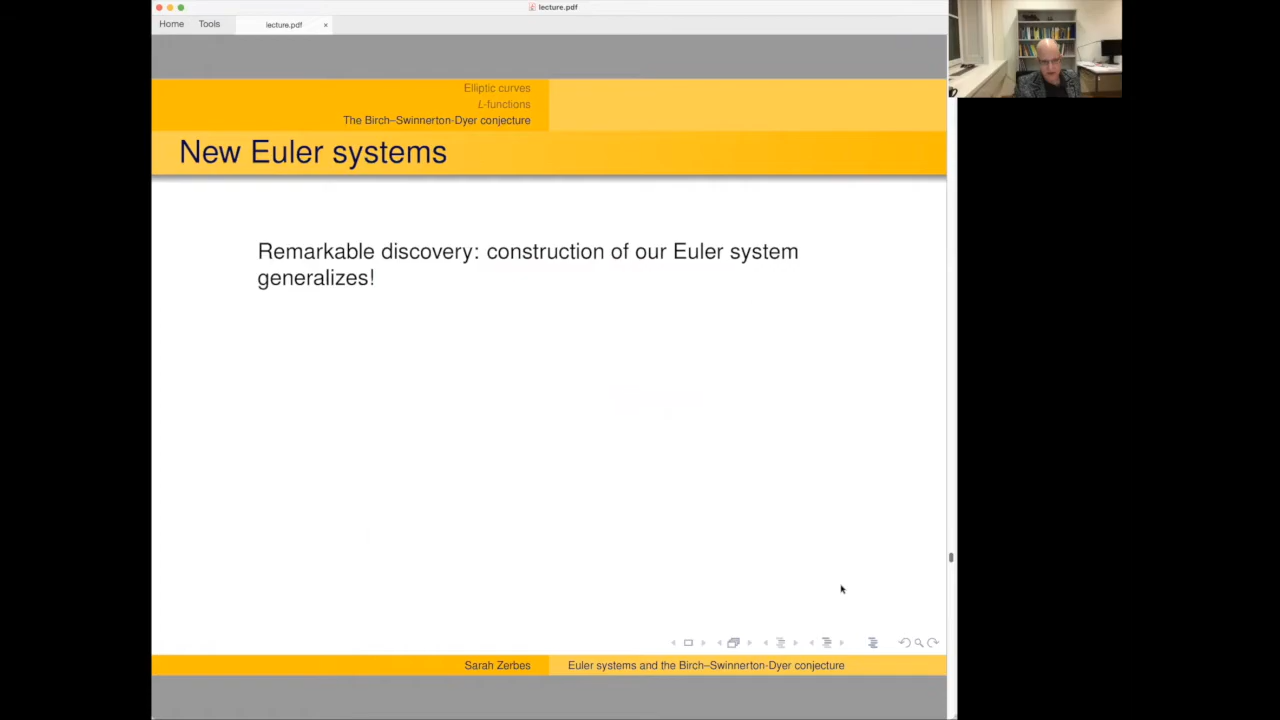 lecture.pdf
Home Tools lecture.pdf ×
Elliptic curves
L-functions
The Birch–Swinnerton-Dyer conjecture
New Euler systems
Remarkable discovery: construction of our Euler system
generalizes!
Sarah Zerbes Euler systems and the Birch–Swinnerton-Dyer conjecture